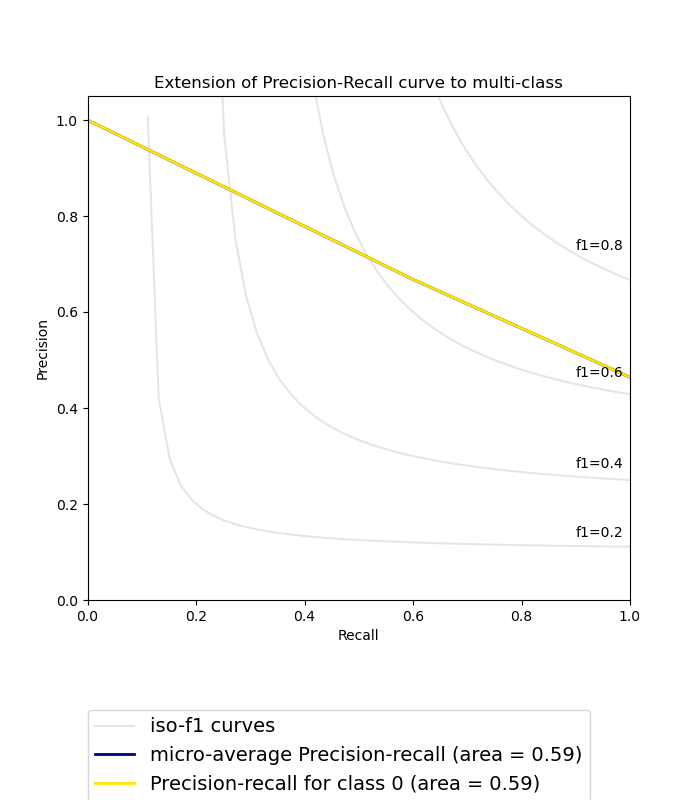 Extension of Precision-Recall curve to multi-class
1.0
0.8
0.6
0.4
0.2
0.0
Precision
f1=0.8
f1=0.6
f1=0.4
f1=0.2
0.0 0.2 0.4 0.6 0.8 1.0
Recall
iso-f1 curves
micro-average Precision-recall (area = 0.59)
Precision-recall for class 0 (area = 0.59)